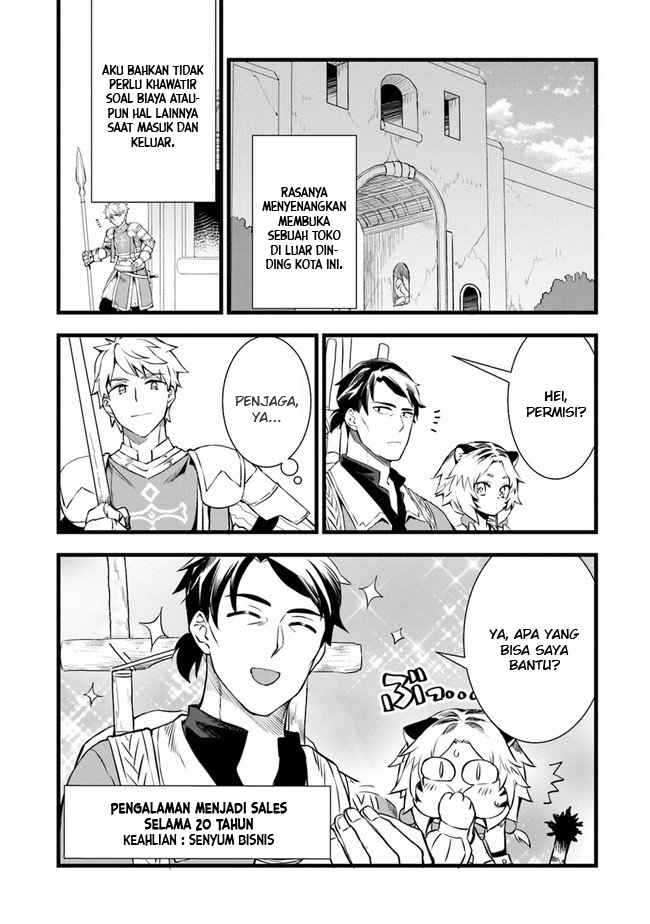 RASANYA
MENYENANGKAN
MEMBUKA
SEBUAH TOKO
DI LUAR DIN-
DING KOTA INI.
AKU BAHKAN TIDAK
PERLU KHAWATIR
SOAL BIAYA ATAU-
PUN HAL LAINNYA
SAAT MASUK DAN
KELUAR.
HEI,
PERMISI?
PENJAGA,
YA...
YA, APA YANG
BISA SAYA
BANTU?
ぶっ...
PENGALAMAN MENJADI SALES
SELAMA 20 TAHUN
KEAHLIAN : SENYUM BISNIS